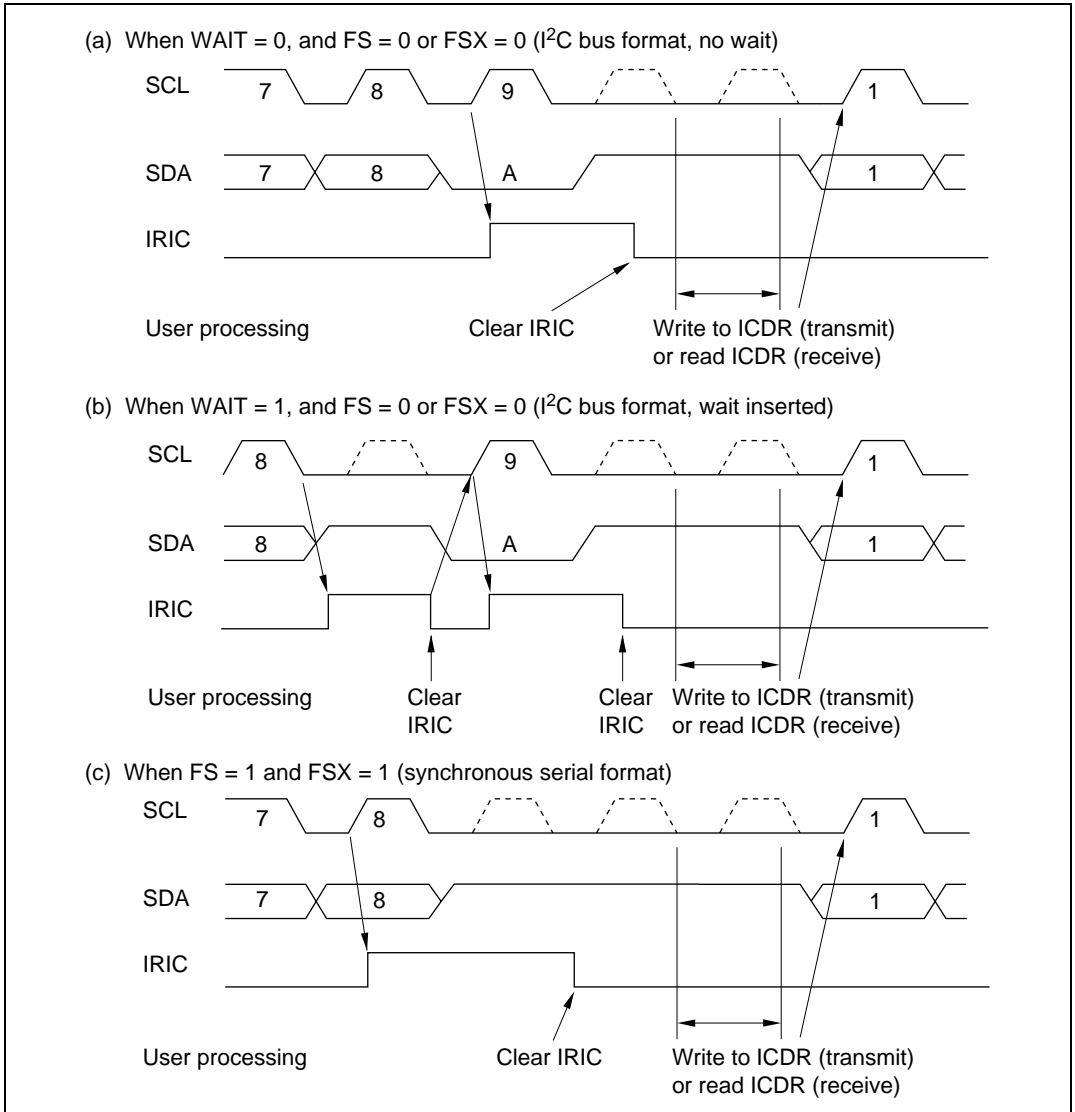 (a) When WAIT = 0, and FS = 0 or FSX = 0 (I²C bus format, no wait)
SCL
7 8 9 1
SDA
7 8 A 1
IRIC
User processing Clear IRIC Write to ICDR (transmit)
or read ICDR (receive)
(b) When WAIT = 1, and FS = 0 or FSX = 0 (I²C bus format, wait inserted)
SCL
8 9 1
SDA
8 A 1
IRIC
User processing Clear Clear Write to ICDR (transmit)
IRIC IRIC or read ICDR (receive)
(c) When FS = 1 and FSX = 1 (synchronous serial format)
SCL
7 8 1
SDA
7 8 1
IRIC
User processing Clear IRIC Write to ICDR (transmit)
or read ICDR (receive)